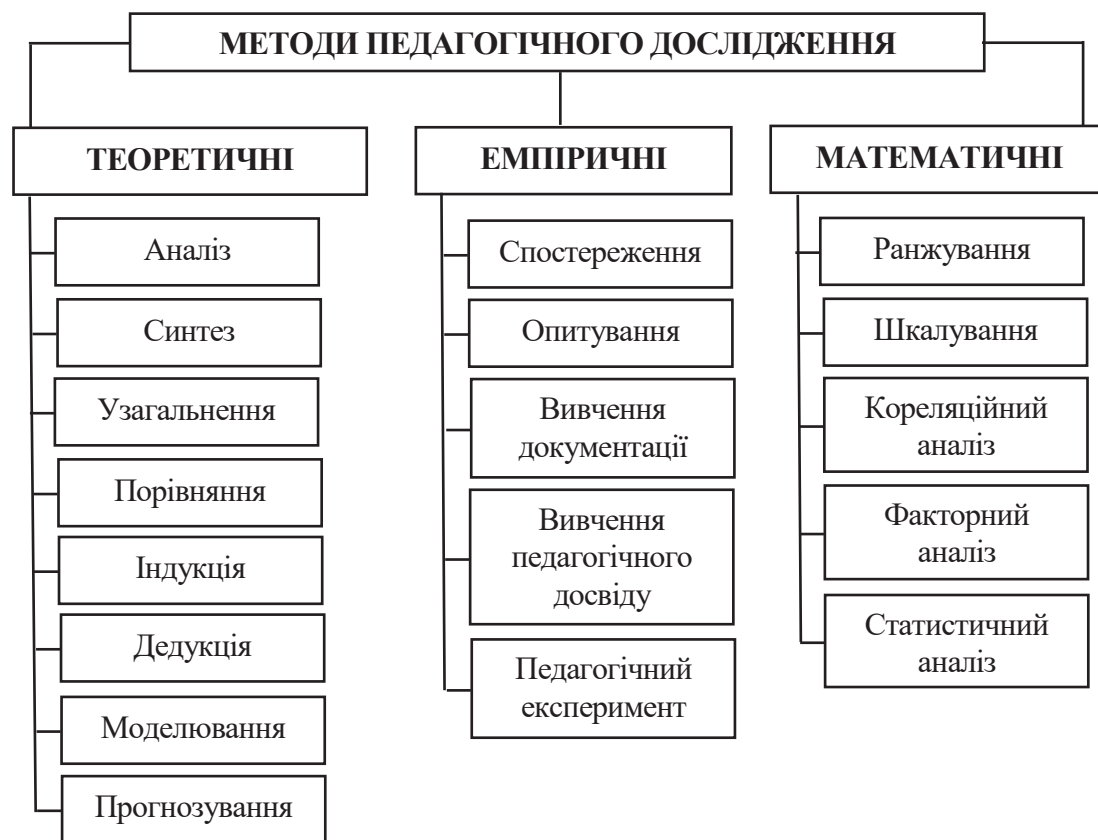 МЕТОДИ ПЕДАГОГІЧНОГО ДОСЛІДЖЕННЯ
ТЕОРЕТИЧНІ
Аналіз
Синтез
Узагальнення
Порівняння
Індукція
Дедукція
Моделювання
Прогнозування
ЕМПІРИЧНІ
Спостереження
Опитування
Вивчення
документації
Вивчення
педагогічного
досвіду
Педагогічний
експеримент
МАТЕМАТИЧНІ
Ранжування
Шкалування
Кореляційний
аналіз
Факторний
аналіз
Статистичний
аналіз